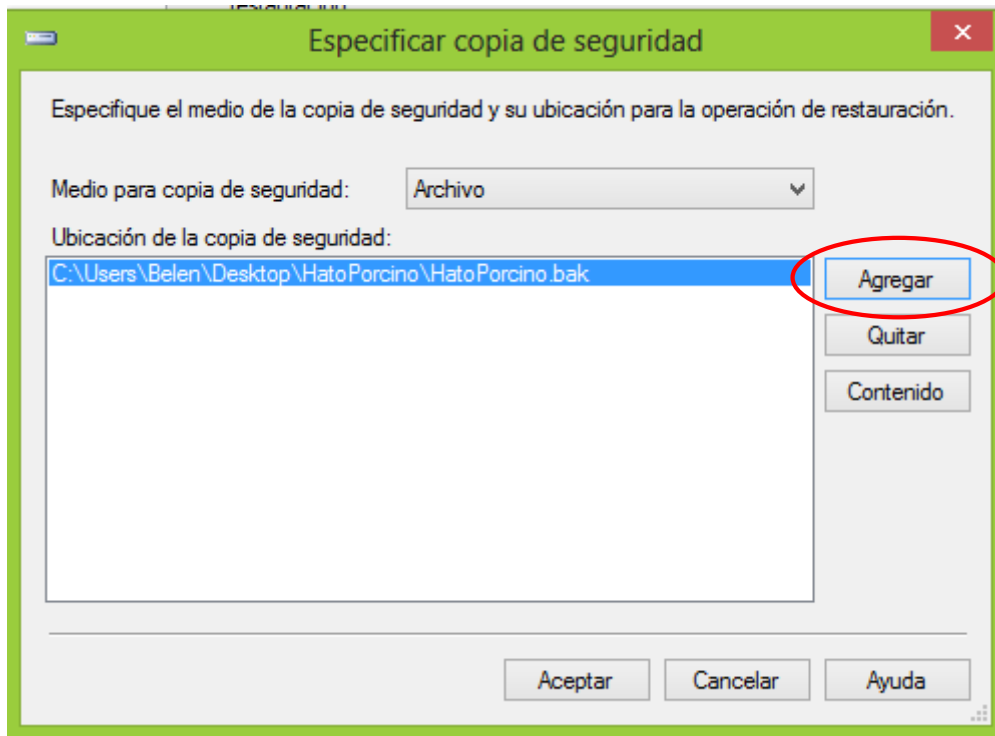 restauración
Especificar copia de seguridad
Especifique el medio de la copia de seguridad y su ubicación para la operación de restauración.
Medio para copia de seguridad: Archivo
Ubicación de la copia de seguridad:
C:\Users\Belen\Desktop\HatoPorcino\HatoPorcino.bak
Agregar
Quitar
Contenido
Aceptar Cancelar Ayuda